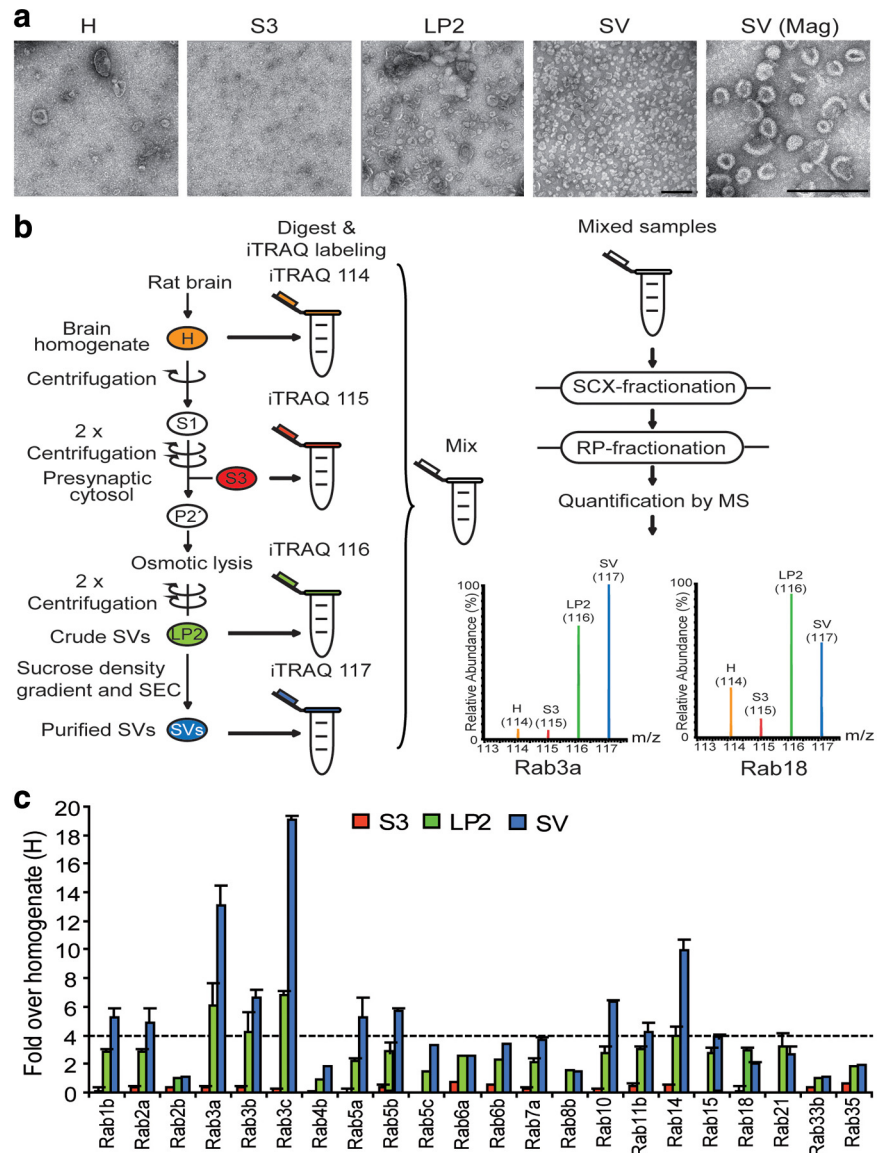 a
H
S3
LP2
SV
SV (Mag)
b
Rat brain
Brain
homogenate
H
Centrifugation
S1
2 x
Centrifugation
Presynaptic
cytosol
S3
P2´
Osmotic lysis
2 x
Centrifugation
Crude SVs
LP2
Sucrose density
gradient and SEC
Purified SVs
SVs
Digest &
iTRAQ labeling
iTRAQ 114
iTRAQ 115
iTRAQ 116
iTRAQ 117
Mix
Mixed samples
SCX-fractionation
RP-fractionation
Quantification by MS
Relative Abundance (%)
100
0
H
(114)
S3
(115)
LP2
(116)
SV
(117)
113 114 115 116 117 m/z
Rab3a
Relative Abundance (%)
100
0
H
(114)
S3
(115)
LP2
(116)
SV
(117)
113 114 115 116 117 m/z
Rab18
c
Fold over homogenate (H)
20
18
16
14
12
10
8
6
4
2
0
S3 LP2 SV
Rab1b Rab2a Rab2b Rab3a Rab3b Rab3c Rab4b Rab5a Rab5b Rab5c Rab6a Rab6b Rab7a Rab8b Rab10 Rab11b Rab14 Rab15 Rab18 Rab21 Rab33b Rab35